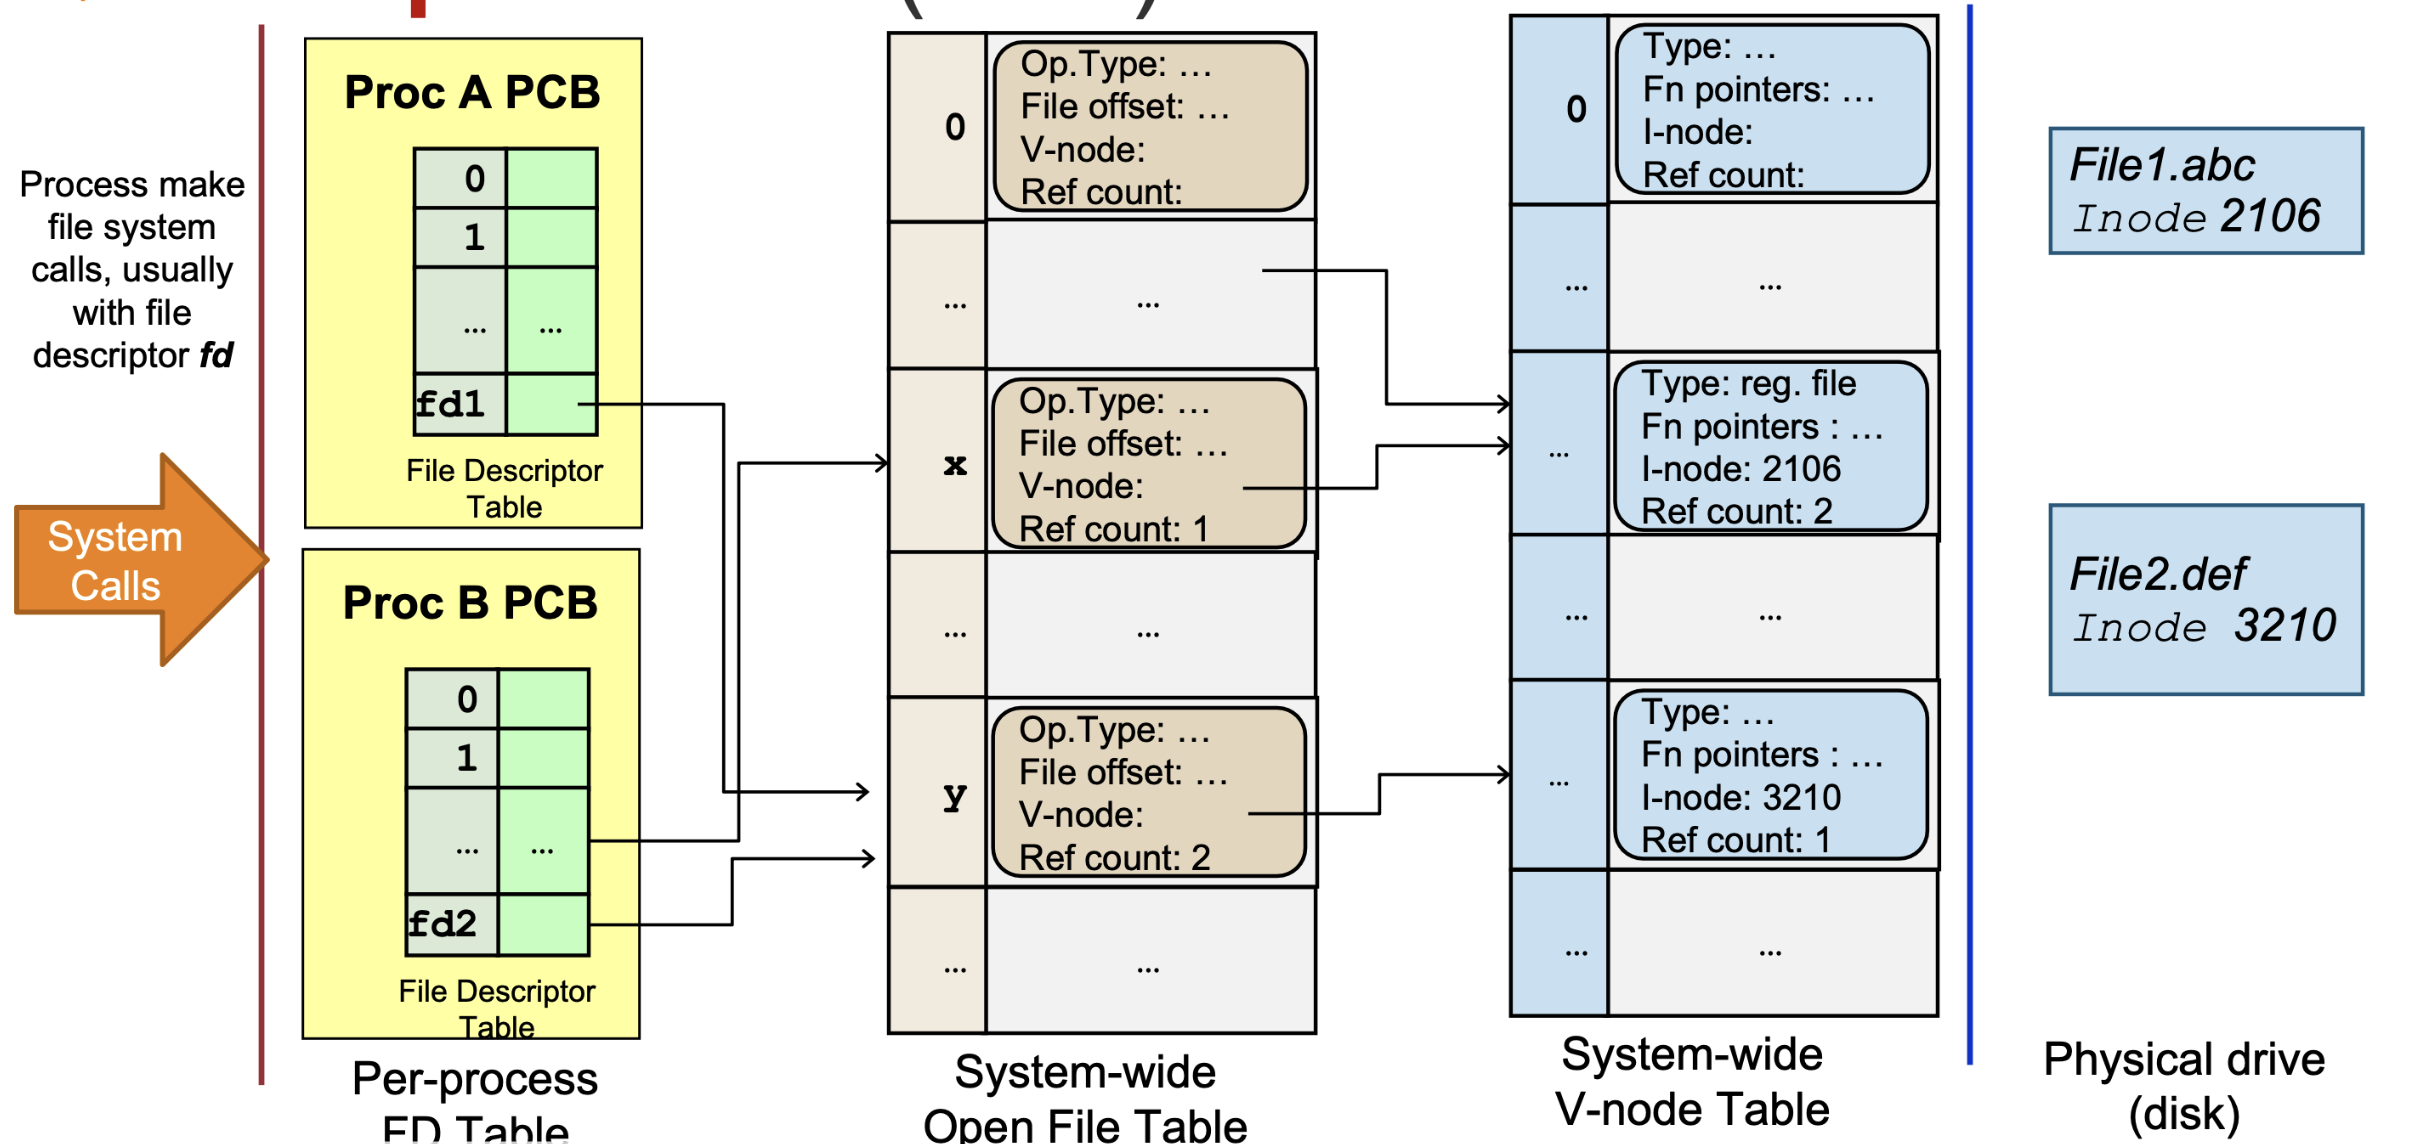 Process make
file system
calls, usually
with file
descriptor fd
System
Calls
Proc A PCB
0
1
... ...
fd1
File Descriptor
Table
Proc B PCB
0
1
... ...
fd2
File Descriptor
Table
Per-process
FD Table
0
Op.Type: ...
File offset: ...
V-node:
Ref count:
... ...
x
Op.Type: ...
File offset: ...
V-node:
Ref count: 1
... ...
y
Op.Type: ...
File offset: ...
V-node:
Ref count: 2
... ...
System-wide
Open File Table
0
Type: ...
Fn pointers: ...
I-node:
Ref count:
... ...
...
Type: reg. file
Fn pointers : ...
I-node: 2106
Ref count: 2
... ...
...
Type: ...
Fn pointers : ...
I-node: 3210
Ref count: 1
... ...
System-wide
V-node Table
File1.abc
Inode 2106
File2.def
Inode 3210
Physical drive
(disk)